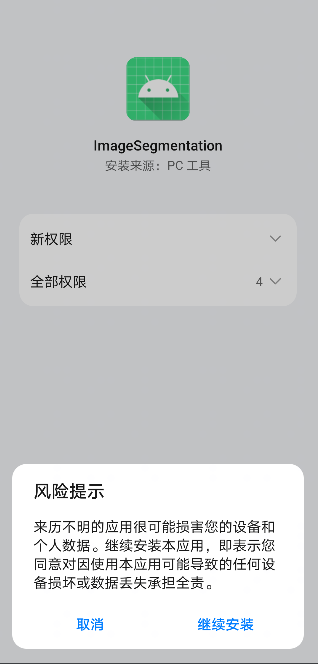 ImageSegmentation
安装来源：PC 工具
新权限
全部权限 4
风险提示
来历不明的应用很可能损害您的设备和
个人数据。继续安装本应用，即表示您
同意对因使用本应用可能导致的任何设
备损坏或数据丢失承担全责。
取消 继续安装